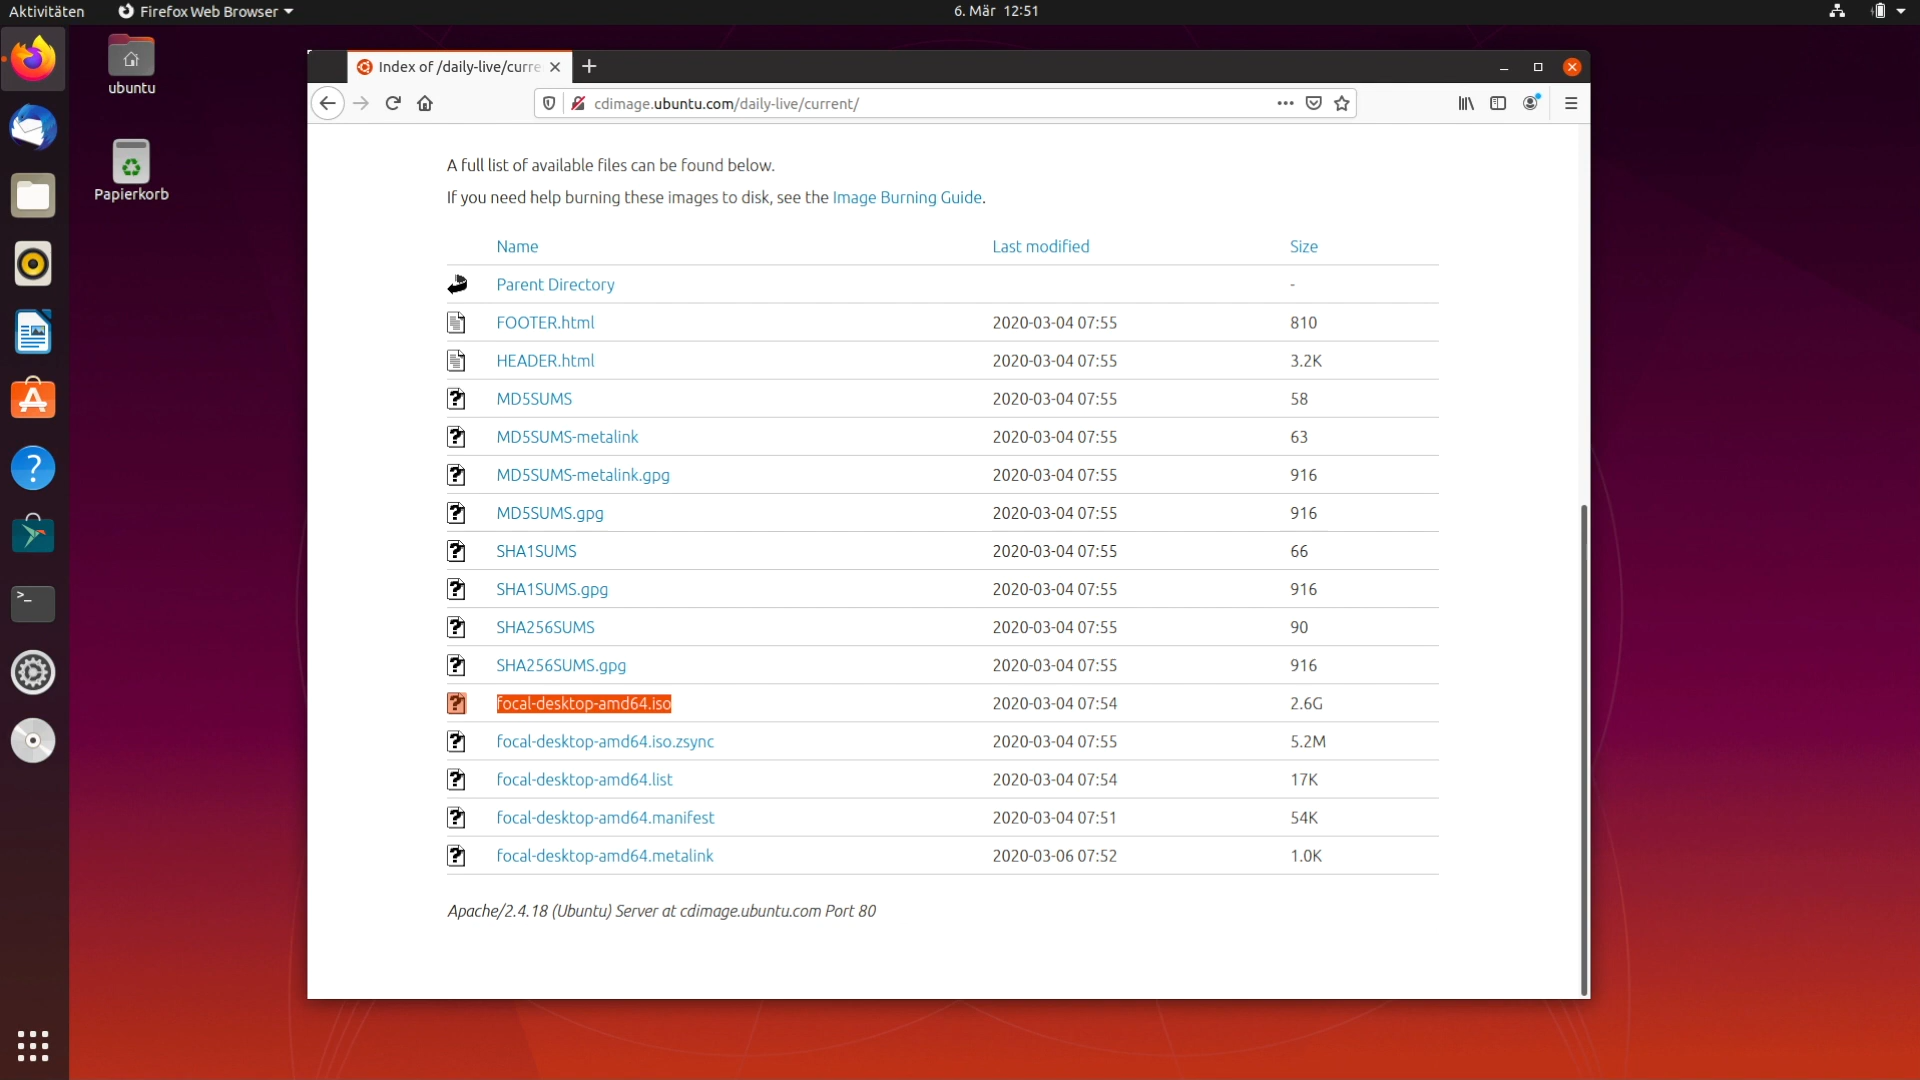 Aktivitäten Firefox Web Browser 6. Mär 12:51
ubuntu
Papierkorb
Index of /daily-live/curre
cdimage.ubuntu.com/daily-live/current/
A full list of available files can be found below.
If you need help burning these images to disk, see the Image Burning Guide.
Name Last modified Size
Parent Directory -
FOOTER.html 2020-03-04 07:55 810
HEADER.html 2020-03-04 07:55 3.2K
MD5SUMS 2020-03-04 07:55 58
MD5SUMS-metalink 2020-03-04 07:55 63
MD5SUMS-metalink.gpg 2020-03-04 07:55 916
MD5SUMS.gpg 2020-03-04 07:55 916
SHA1SUMS 2020-03-04 07:55 66
SHA1SUMS.gpg 2020-03-04 07:55 916
SHA256SUMS 2020-03-04 07:55 90
SHA256SUMS.gpg 2020-03-04 07:55 916
focal-desktop-amd64.iso 2020-03-04 07:54 2.6G
focal-desktop-amd64.iso.zsync 2020-03-04 07:55 5.2M
focal-desktop-amd64.list 2020-03-04 07:54 17K
focal-desktop-amd64.manifest 2020-03-04 07:51 54K
focal-desktop-amd64.metalink 2020-03-06 07:52 1.0K
Apache/2.4.18 (Ubuntu) Server at cdimage.ubuntu.com Port 80